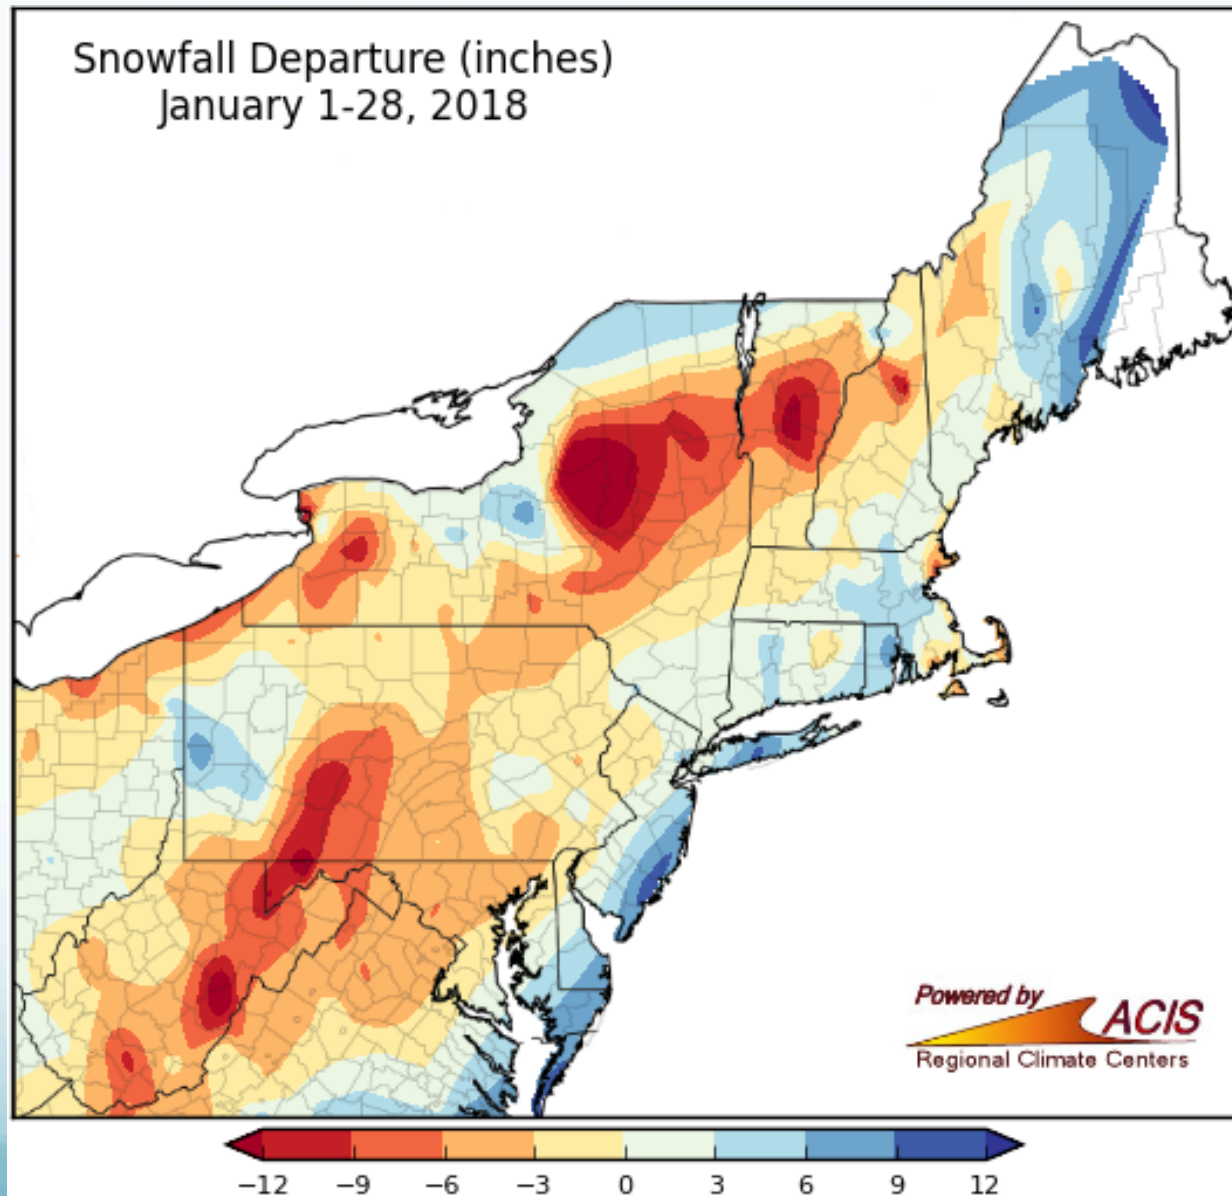 Snowfall Departure (inches)
January 1-28, 2018
Powered by
ACIS
Regional Climate Centers
−12 −9 −6 −3 0 3 6 9 12